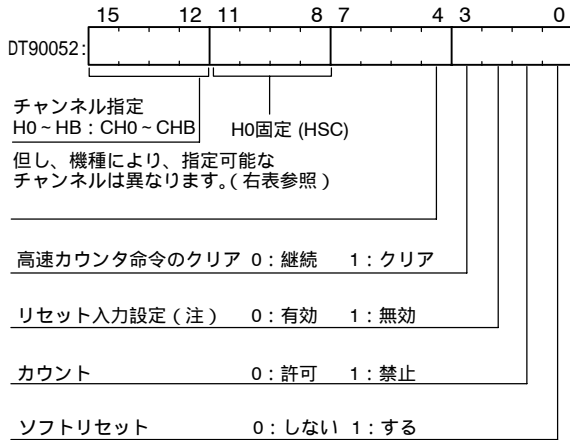 15 12 11 8 7 4 3 0
DT90052:
チャンネル指定
H0~HB:CH0~CHB
H0固定 (HSC)
但し、機種により、指定可能な
チャンネルは異なります。(右表参照)
高速カウンタ命令のクリア 0:継続 1:クリア
リセット入力設定(注) 0:有効 1:無効
カウント 0:許可 1:禁止
ソフトリセット 0:しない 1:する